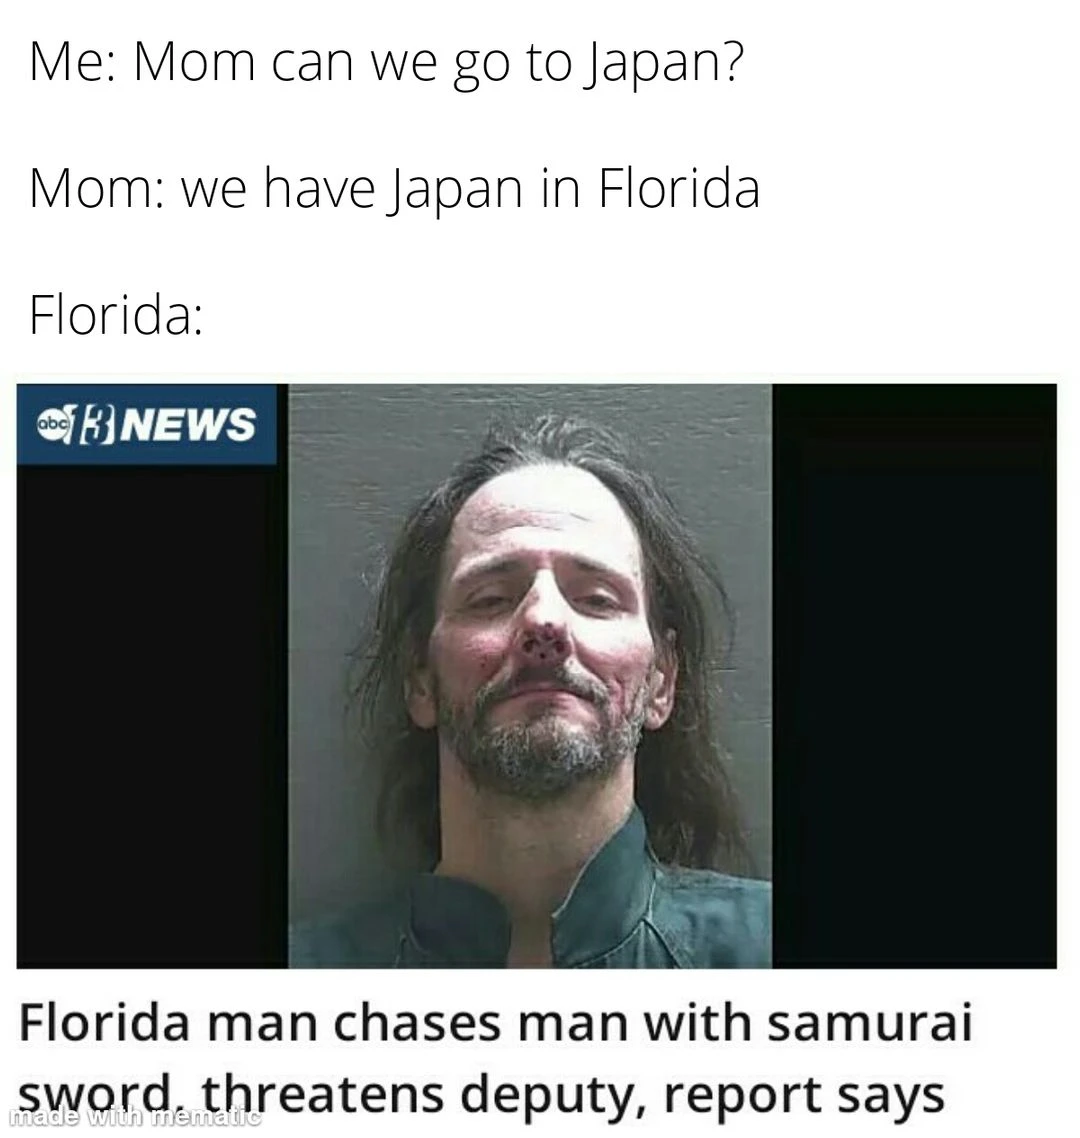 Me: Mom can we go to Japan?
Mom: we have Japan in Florida
Florida:
abc 13 NEWS
Florida man chases man with samurai
sword, threatens deputy, report says
made with mematic